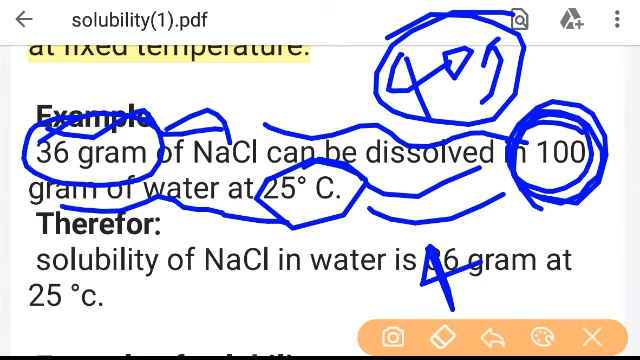 solubility(1).pdf
at fixed temperature.
Example
36 gram of NaCl can be dissolved in 100
gram of water at 25° C.
Therefor:
solubility of NaCl in water is 36 gram at
25 °c.